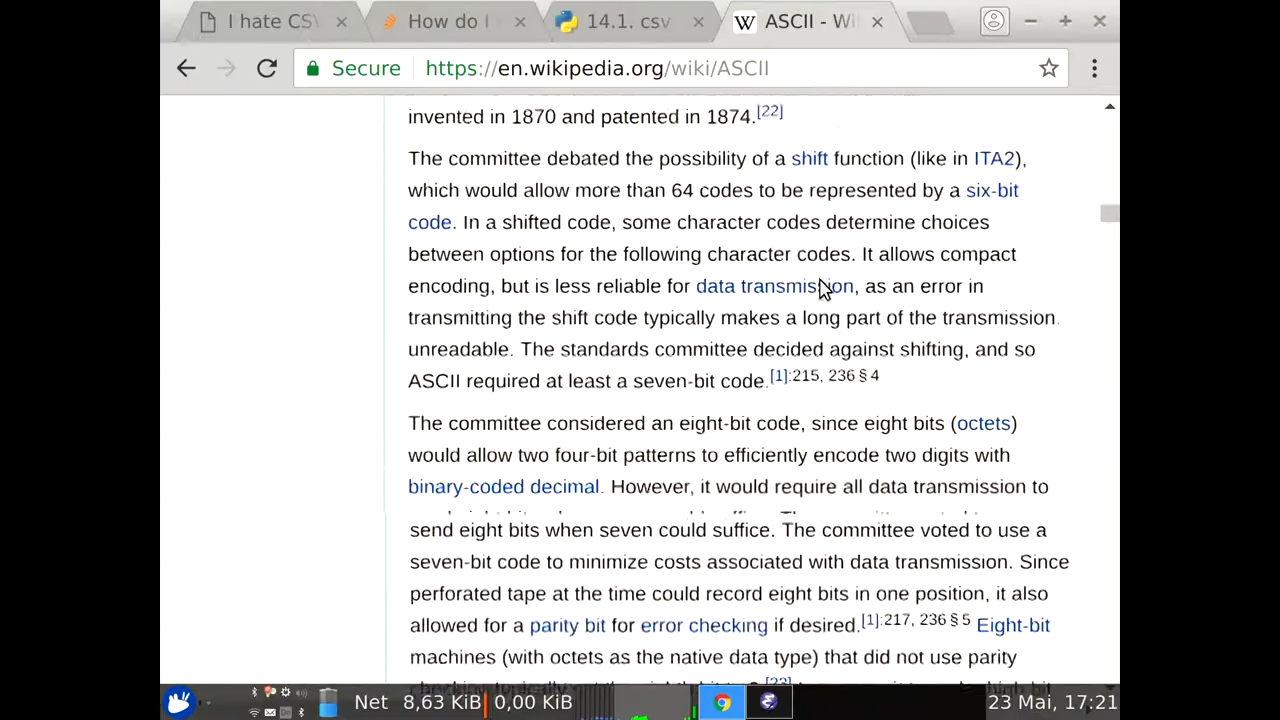 I hate CSV
How do I
14.1. csv
ASCII - Wi
Secure
https://en.wikipedia.org/wiki/ASCII
invented in 1870 and patented in 1874.[22]
The committee debated the possibility of a shift function (like in ITA2),
which would allow more than 64 codes to be represented by a six-bit
code. In a shifted code, some character codes determine choices
between options for the following character codes. It allows compact
encoding, but is less reliable for data transmission, as an error in
transmitting the shift code typically makes a long part of the transmission
unreadable. The standards committee decided against shifting, and so
ASCII required at least a seven-bit code.[1]:215, 236 § 4
The committee considered an eight-bit code, since eight bits (octets)
would allow two four-bit patterns to efficiently encode two digits with
binary-coded decimal. However, it would require all data transmission to
send eight bits when seven could suffice. The committee voted to use a
seven-bit code to minimize costs associated with data transmission. Since
perforated tape at the time could record eight bits in one position, it also
allowed for a parity bit for error checking if desired.[1]:217, 236 § 5 Eight-bit
machines (with octets as the native data type) that did not use parity
Net 8,63 KiB 0,00 KiB
23 Mai, 17:21